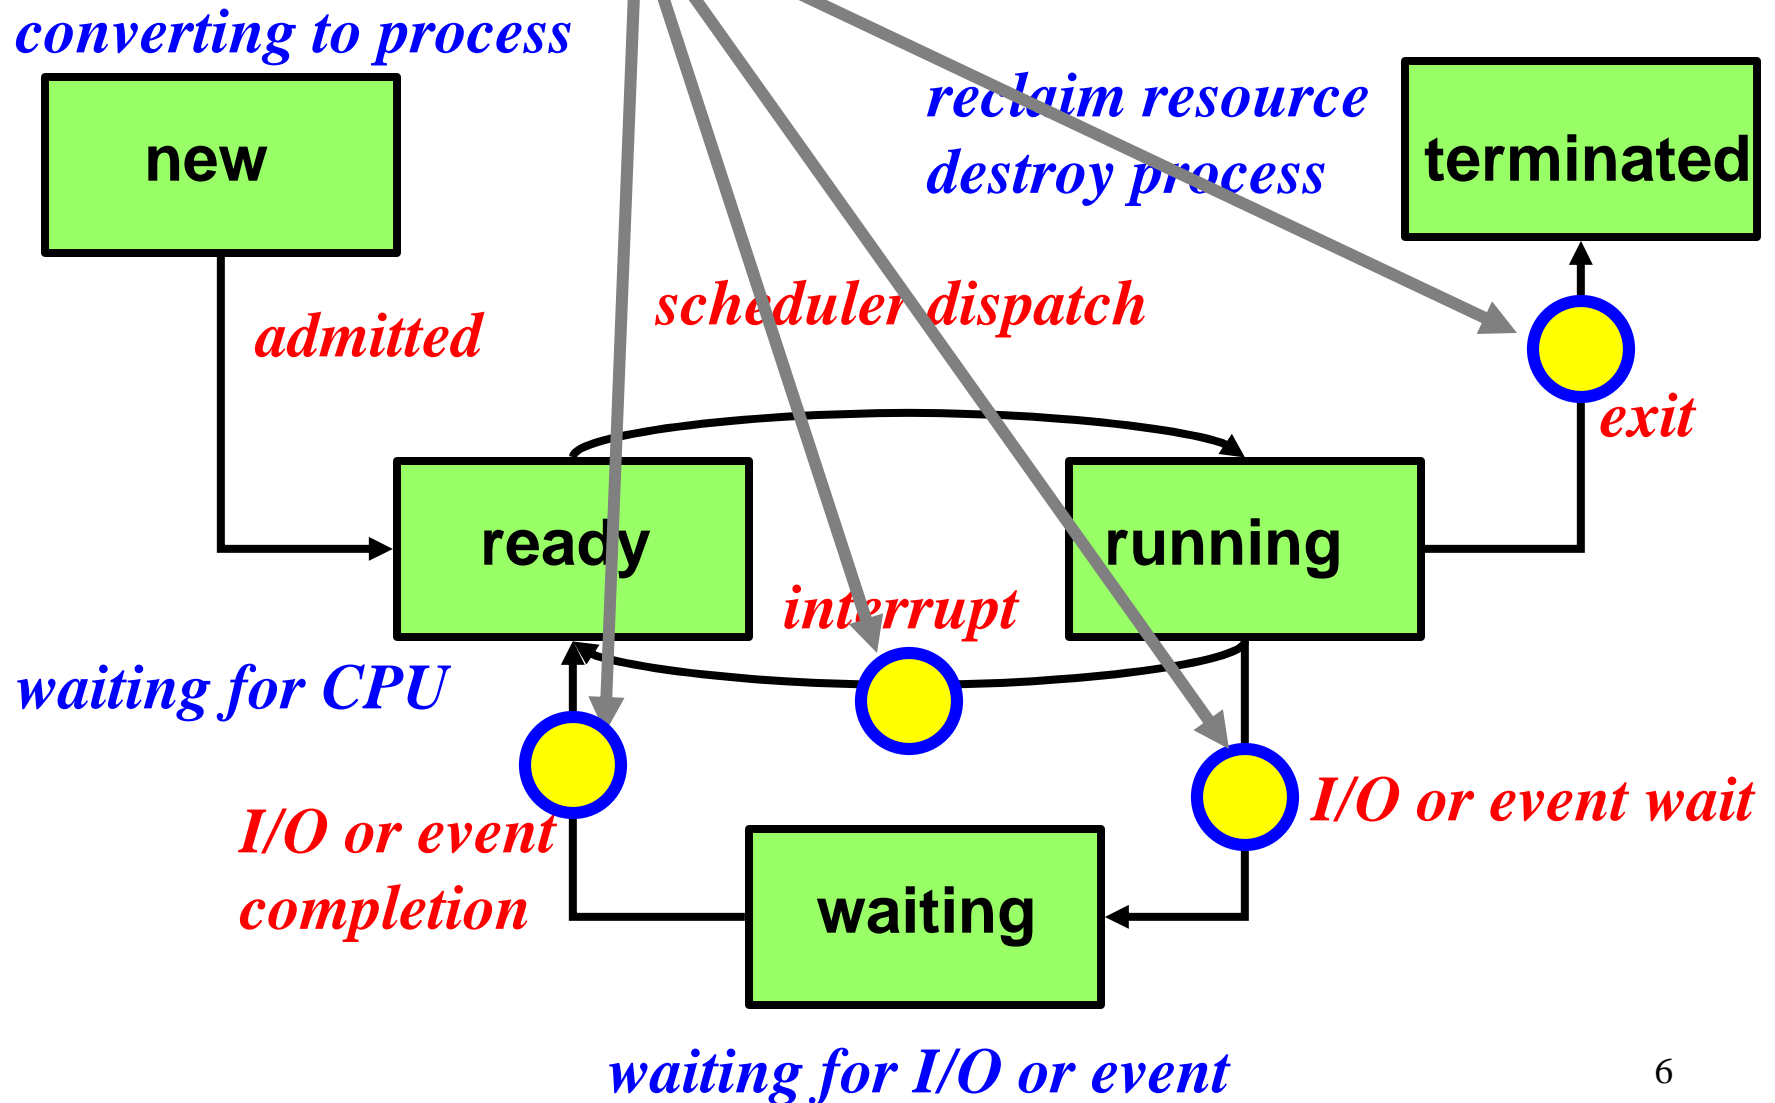 converting to process
new
reclaim resource
destroy process
terminated
admitted
scheduler dispatch
exit
ready
running
interrupt
waiting for CPU
I/O or event
completion
I/O or event wait
waiting
waiting for I/O or event
6